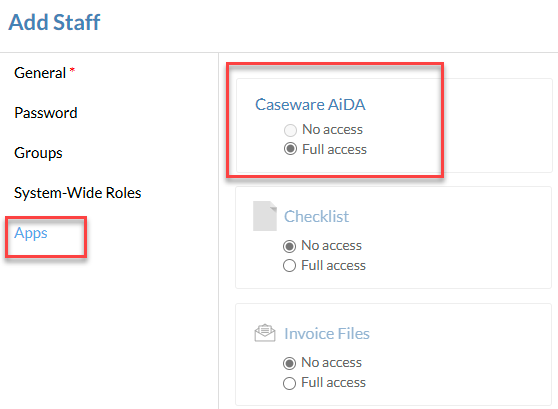 Add Staff
General *
Password
Groups
System-Wide Roles
Apps
Caseware AiDA
No access
Full access
Checklist
No access
Full access
Invoice Files
No access
Full access